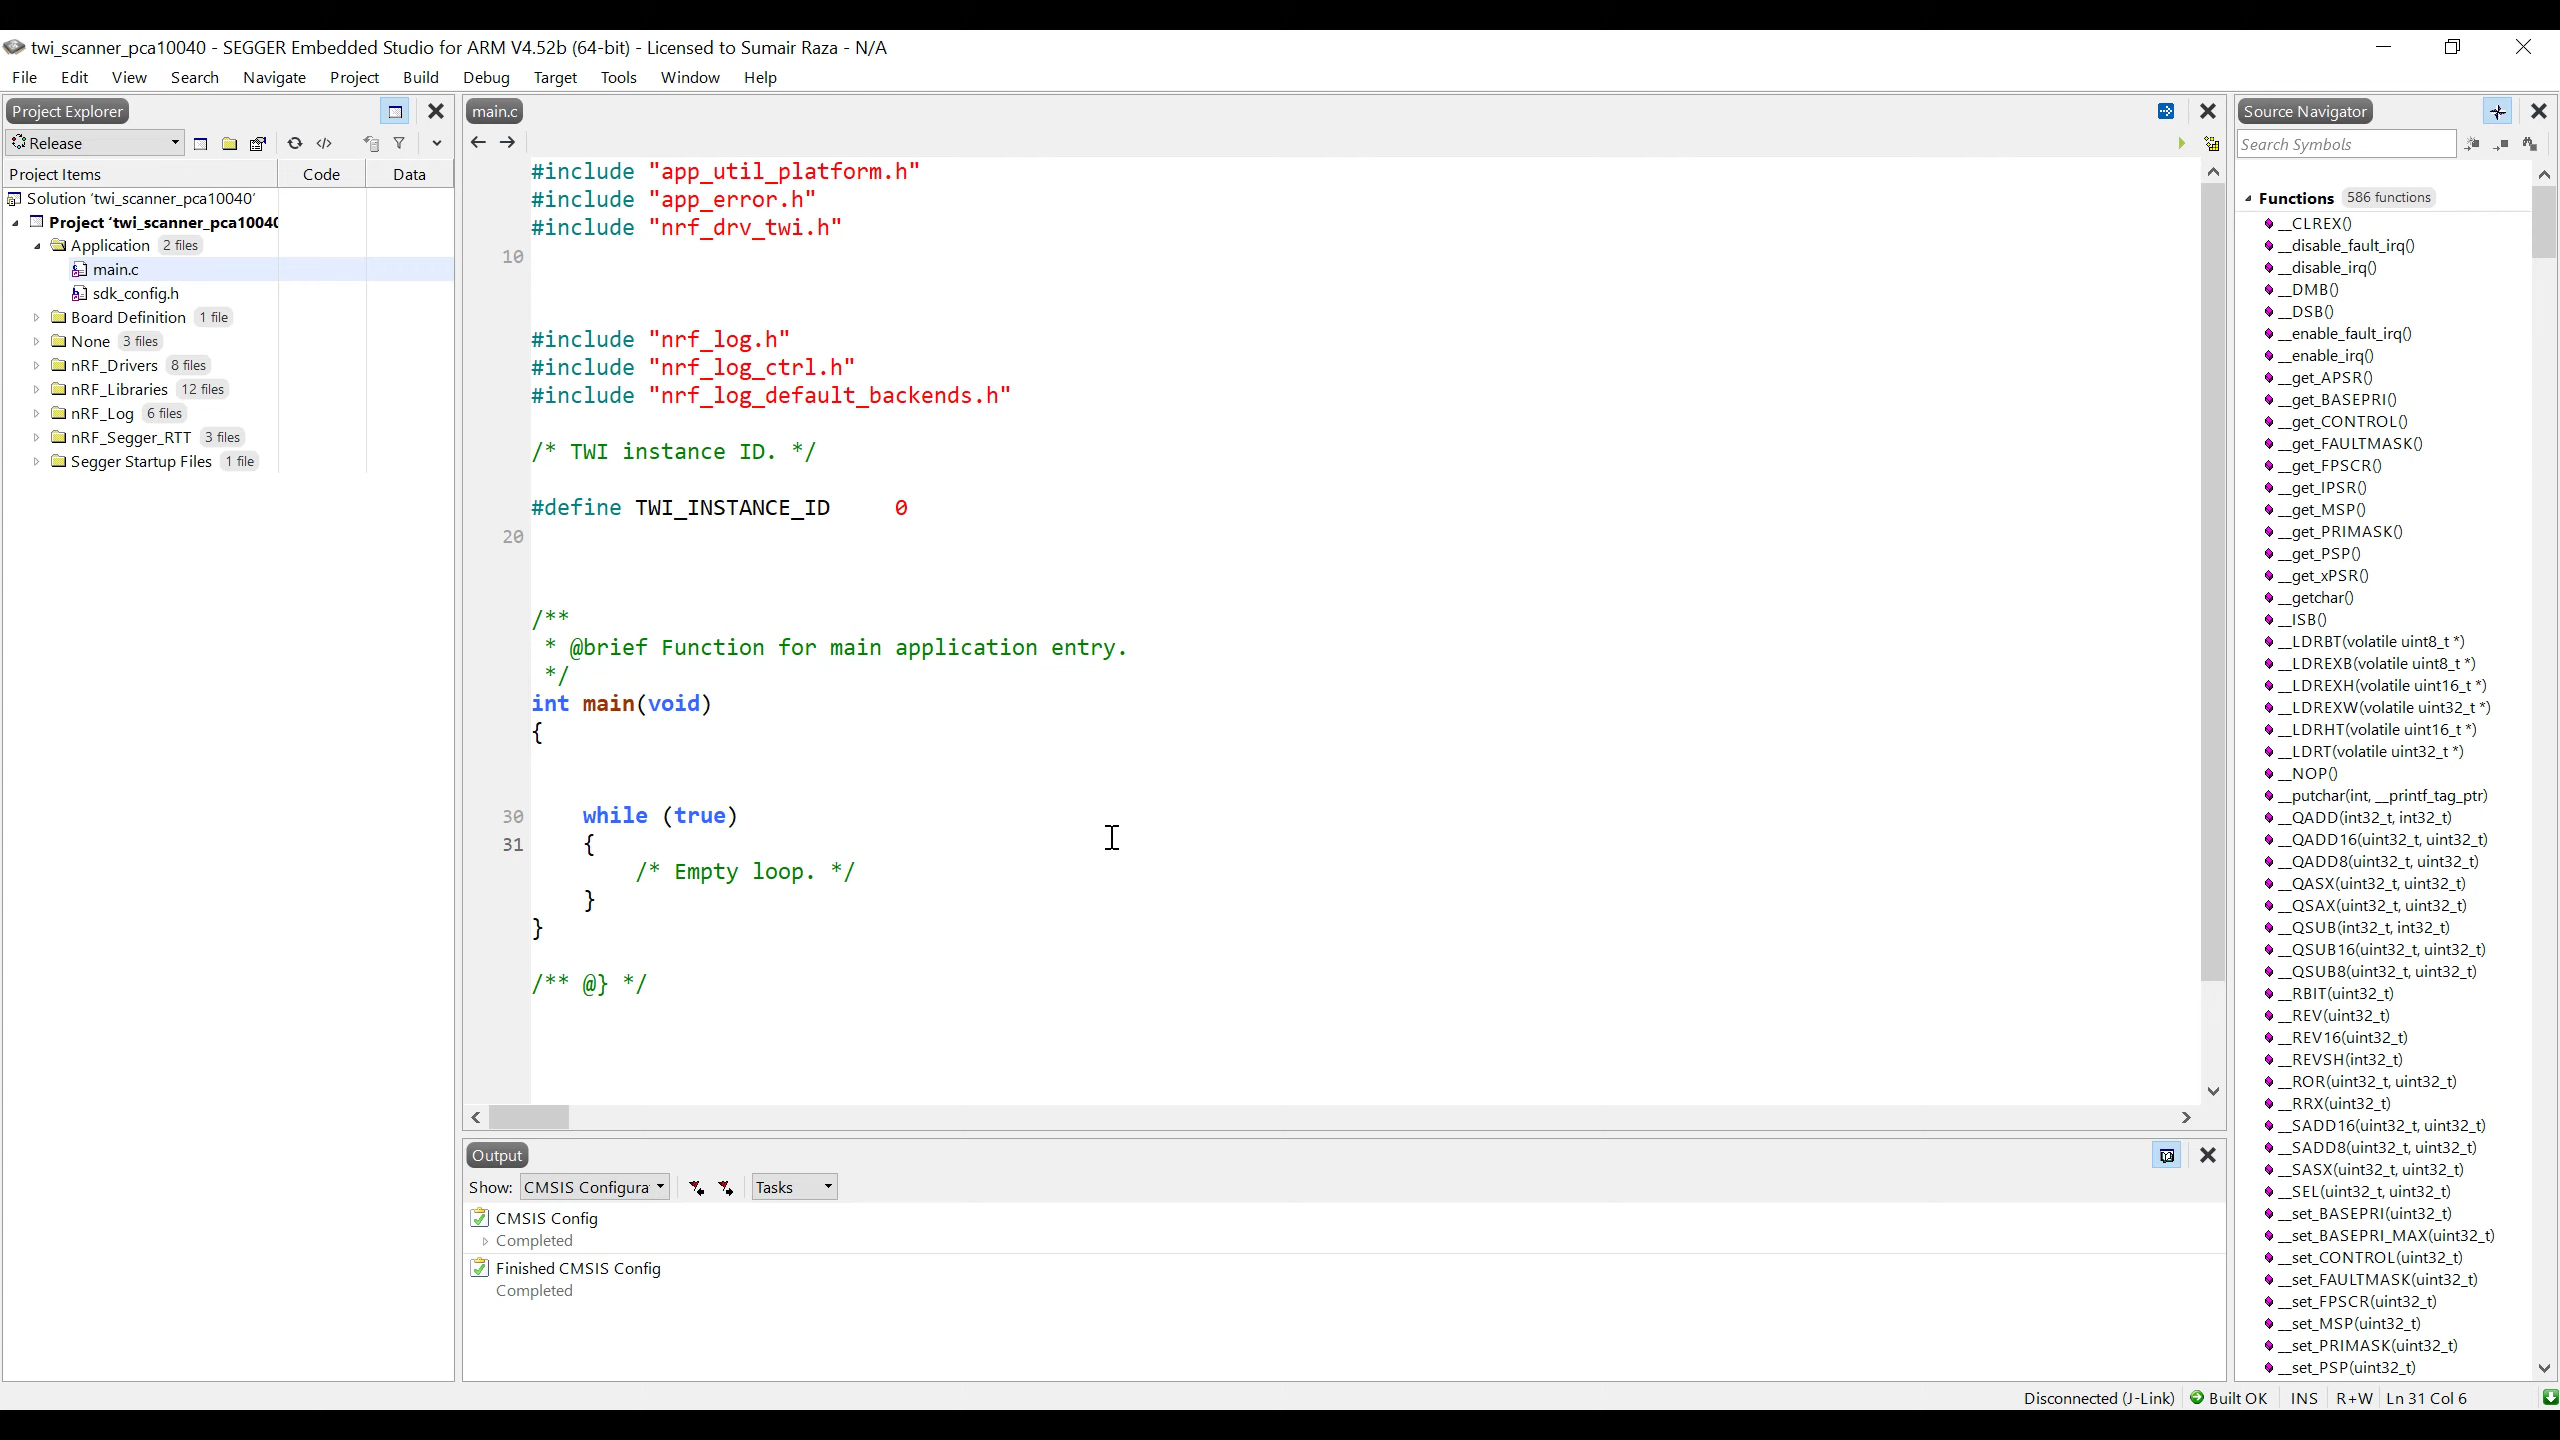 twi_scanner_pca10040 - SEGGER Embedded Studio for ARM V4.52b (64-bit) - Licensed to Sumair Raza - N/A
File Edit View Search Navigate Project Build Debug Target Tools Window Help
Project Explorer
Release
Project Items Code Data
Solution ‘twi_scanner_pca10040’
Project ‘twi_scanner_pca10040
Application 2 files
main.c
sdk_config.h
Board Definition 1 file
None 3 files
nRF_Drivers 8 files
nRF_Libraries 12 files
nRF_Log 6 files
nRF_Segger_RTT 3 files
Segger Startup Files 1 file
main.c
#include "app_util_platform.h"
#include "app_error.h"
#include "nrf_drv_twi.h"
10
#include "nrf_log.h"
#include "nrf_log_ctrl.h"
#include "nrf_log_default_backends.h"
/* TWI instance ID. */
#define TWI_INSTANCE_ID     0
20
/**
 * @brief Function for main application entry.
 */
int main(void)
{
30     while (true)
31     {
        /* Empty loop. */
    }
}
/** @} */
Output
Show: CMSIS Configura Tasks
CMSIS Config
Completed
Finished CMSIS Config
Completed
Source Navigator
Search Symbols
Functions 586 functions
__CLREX()
__disable_fault_irq()
__disable_irq()
__DMB()
__DSB()
__enable_fault_irq()
__enable_irq()
__get_APSR()
__get_BASEPRI()
__get_CONTROL()
__get_FAULTMASK()
__get_FPSCR()
__get_IPSR()
__get_MSP()
__get_PRIMASK()
__get_PSP()
__get_xPSR()
__getchar()
__ISB()
__LDRBT(volatile uint8_t *)
__LDREXB(volatile uint8_t *)
__LDREXH(volatile uint16_t *)
__LDREXW(volatile uint32_t *)
__LDRHT(volatile uint16_t *)
__LDRT(volatile uint32_t *)
__NOP()
__putchar(int, __printf_tag_ptr)
__QADD(int32_t, int32_t)
__QADD16(uint32_t, uint32_t)
__QADD8(uint32_t, uint32_t)
__QASX(uint32_t, uint32_t)
__QSAX(uint32_t, uint32_t)
__QSUB(int32_t, int32_t)
__QSUB16(uint32_t, uint32_t)
__QSUB8(uint32_t, uint32_t)
__RBIT(uint32_t)
__REV(uint32_t)
__REV16(uint32_t)
__REVSH(int32_t)
__ROR(uint32_t, uint32_t)
__RRX(uint32_t)
__SADD16(uint32_t, uint32_t)
__SADD8(uint32_t, uint32_t)
__SASX(uint32_t, uint32_t)
__SEL(uint32_t, uint32_t)
__set_BASEPRI(uint32_t)
__set_BASEPRI_MAX(uint32_t)
__set_CONTROL(uint32_t)
__set_FAULTMASK(uint32_t)
__set_FPSCR(uint32_t)
__set_MSP(uint32_t)
__set_PRIMASK(uint32_t)
__set_PSP(uint32_t)
Disconnected (J-Link) Built OK INS R+W Ln 31 Col 6